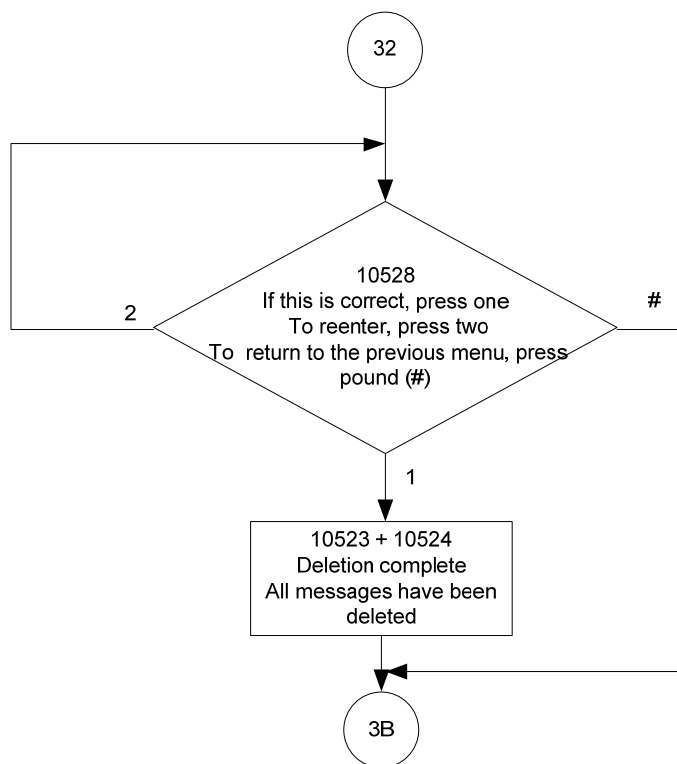 32
10528
If this is correct, press one
To reenter, press two
To return to the previous menu, press
pound (#)
2
#
1
10523 + 10524
Deletion complete
All messages have been
deleted
3B